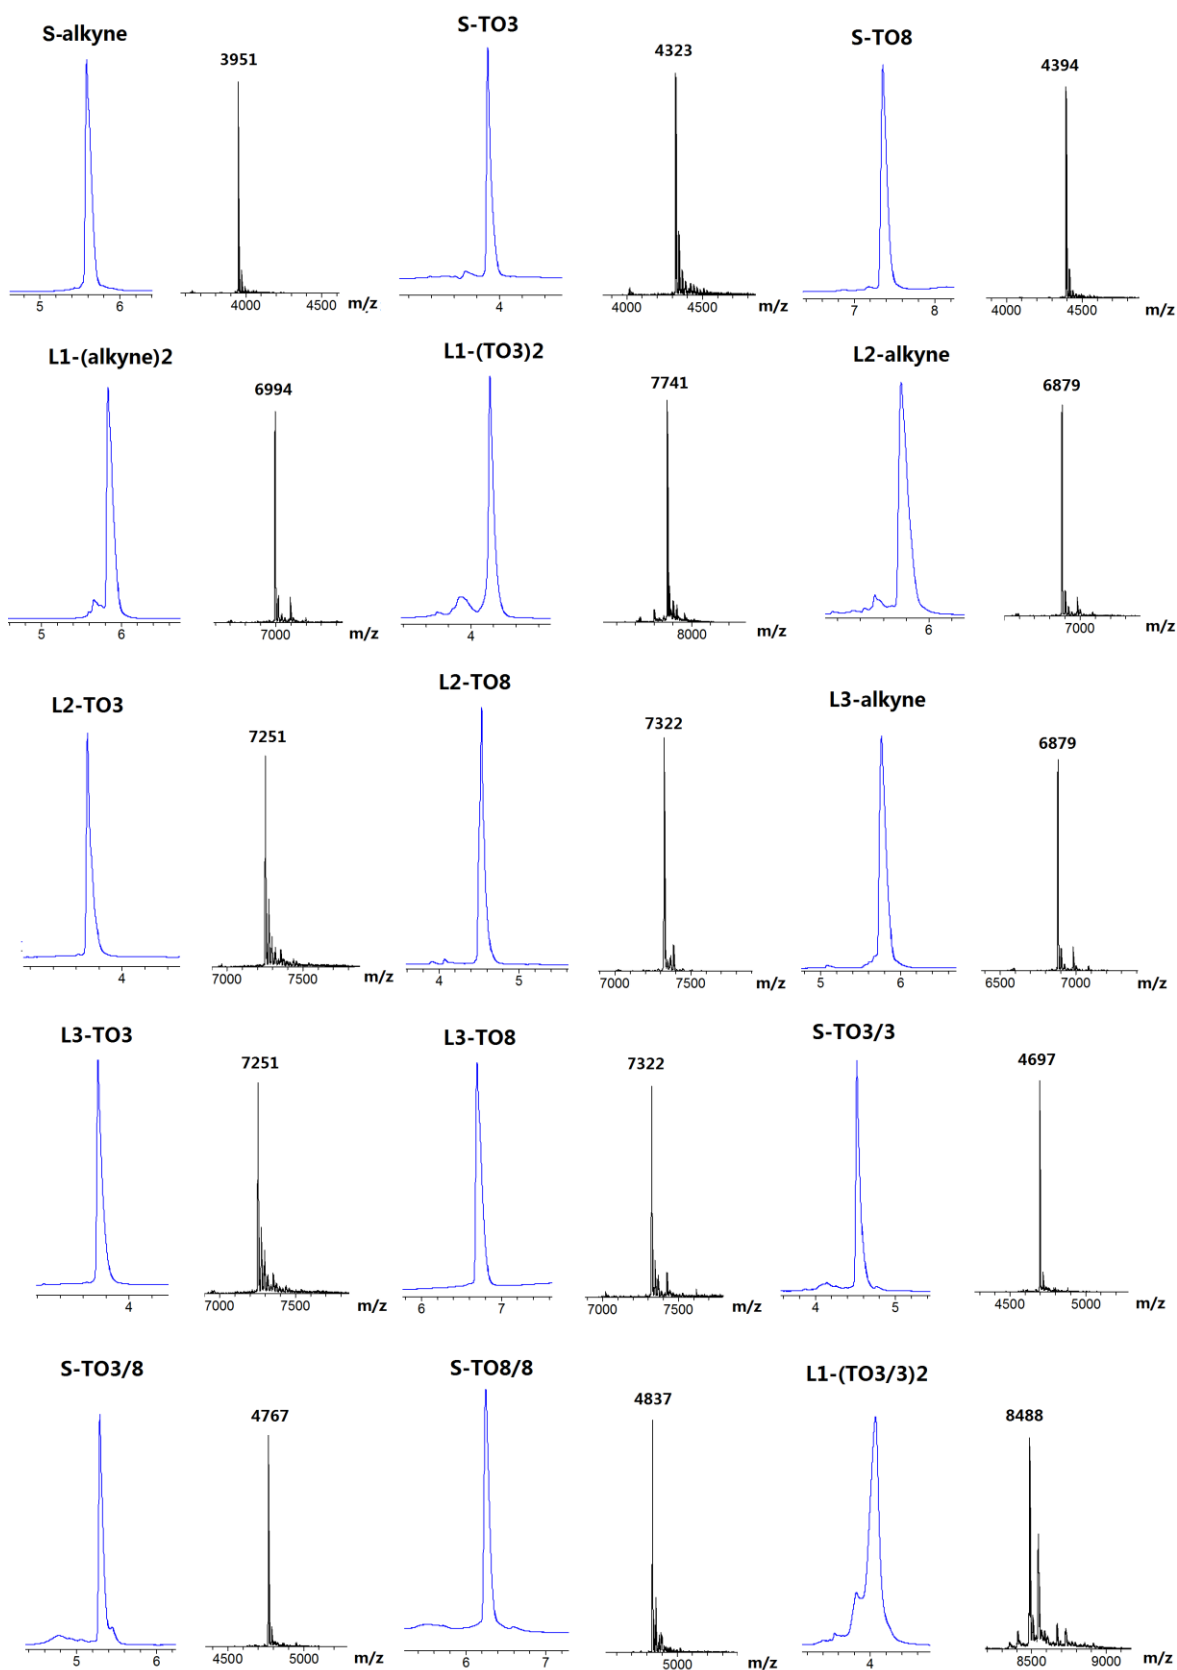 S-alkyne
3951
5 6
4000 4500 m/z
S-TO3
4323
4
4000 4500 m/z
S-TO8
4394
7 8
4000 4500 m/z
L1-(alkyne)2
6994
5 6
7000 m/z
L1-(TO3)2
7741
4
8000 m/z
L2-alkyne
6879
6
7000 m/z
L2-TO3
7251
4
7000 7500 m/z
L2-TO8
7322
4 5
7000 7500 m/z
L3-alkyne
6879
5 6
6500 7000 m/z
L3-TO3
7251
4
7000 7500 m/z
L3-TO8
7322
6 7
7000 7500 m/z
S-TO3/3
4697
4 5
4500 5000 m/z
S-TO3/8
4767
5 6
4500 5000 m/z
S-TO8/8
4837
6 7
5000 m/z
L1-(TO3/3)2
8488
4
8500 9000 m/z